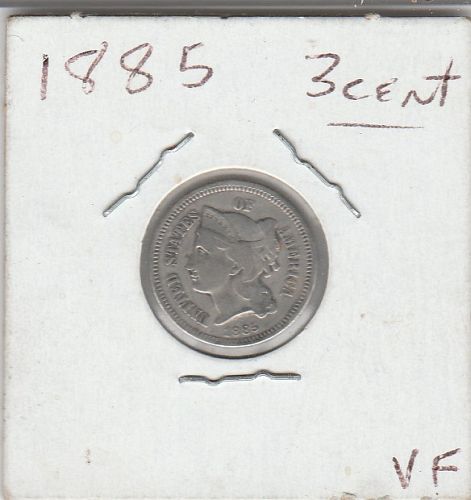 1885 3cent
UNITED STATES OF AMERICA
1885
VF